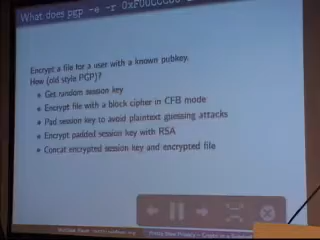 What does pgp -e -r
Encrypt a file for a user with a known pubkey.
How (old style PGP)?
Get random session key
Encrypt file with a block cipher in CFB mode
Pad session key to avoid plaintext guessing attacks
Encrypt padded session key with RSA
Concat encrypted session key and encrypted file